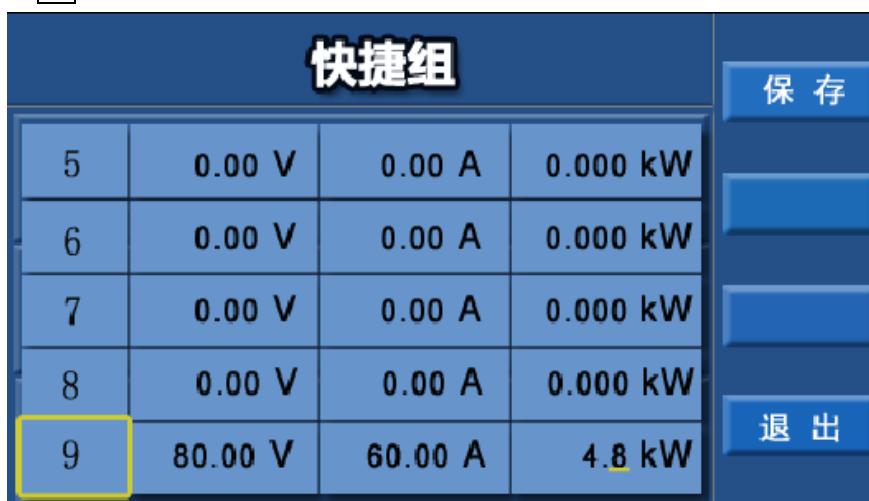 快捷组
保 存
5 0.00 V 0.00 A 0.000 kW
6 0.00 V 0.00 A 0.000 kW
7 0.00 V 0.00 A 0.000 kW
8 0.00 V 0.00 A 0.000 kW
9 80.00 V 60.00 A 4.8 kW
退 出